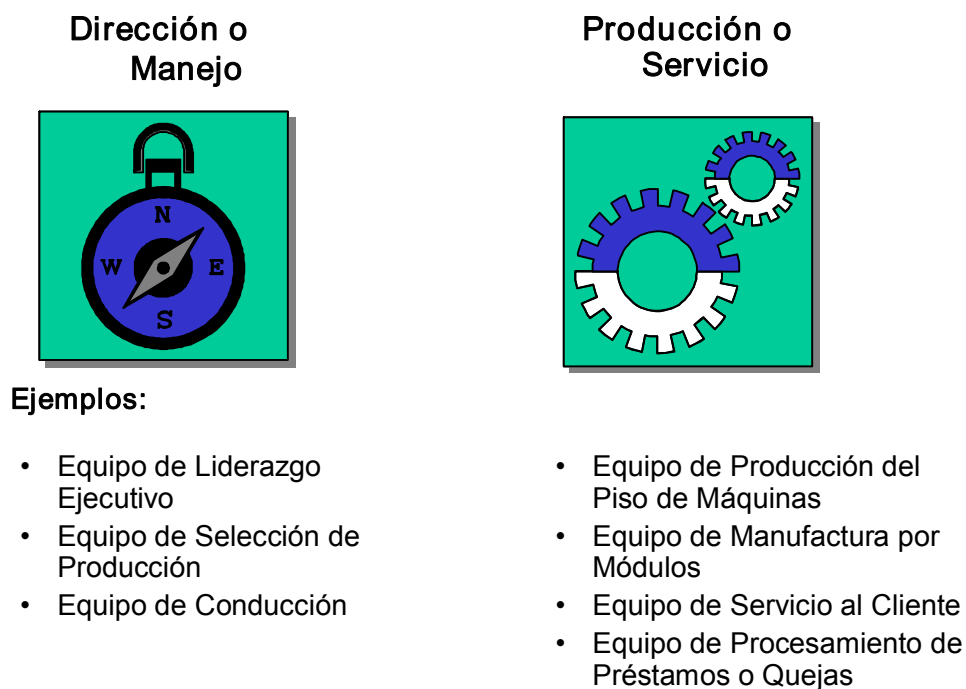 Dirección o
Manejo
N
W
E
S
Ejemplos:
• Equipo de Liderazgo
Ejecutivo
• Equipo de Selección de
Producción
• Equipo de Conducción
Producción o
Servicio
• Equipo de Producción del
Piso de Máquinas
• Equipo de Manufactura por
Módulos
• Equipo de Servicio al Cliente
• Equipo de Procesamiento de
Préstamos o Quejas